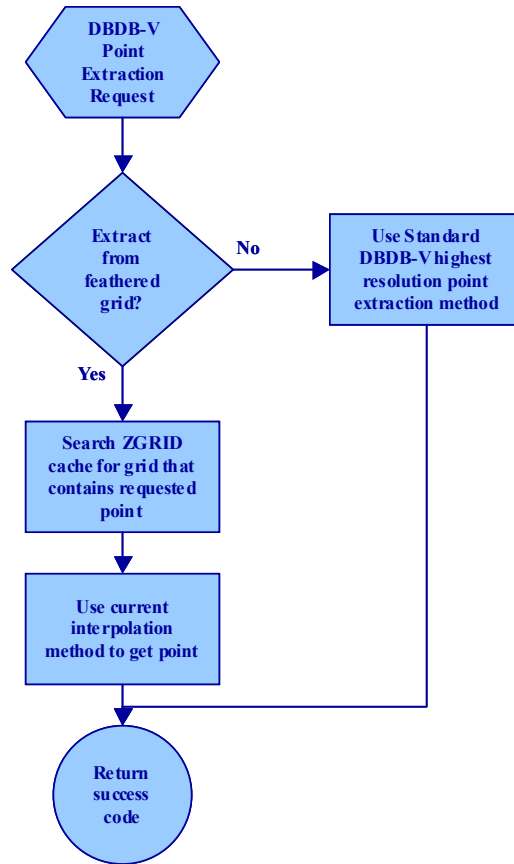 DBDB-V
Point
Extraction
Request
Extract
from
feathered
grid?
No
Use Standard
DBDB-V highest
resolution point
extraction method
Yes
Search ZGRID
cache for grid that
contains requested
point
Use current
interpolation
method to get point
Return
success
code